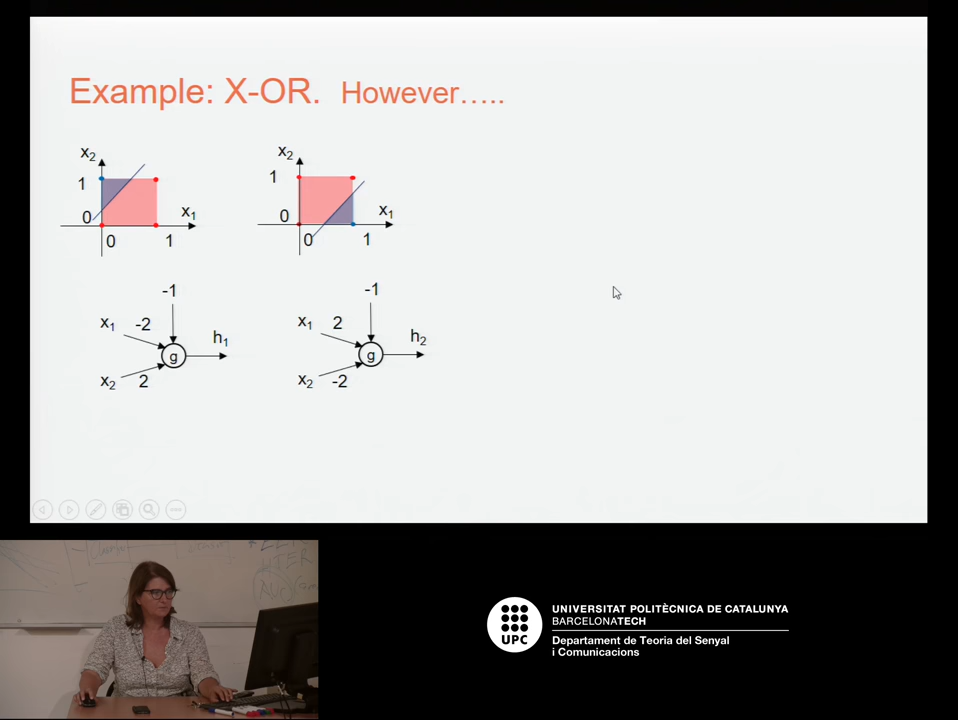 Example: X-OR. However…..
x2
1
0
x1
0
1
x2
1
0
x1
0
1
-1
x1
-2
h1
g
x2
2
-1
x1
2
h2
g
x2
-2
UPC
UNIVERSITAT POLITÈCNICA DE CATALUNYA
BARCELONATECH
Departament de Teoria del Senyal
i Comunicacions